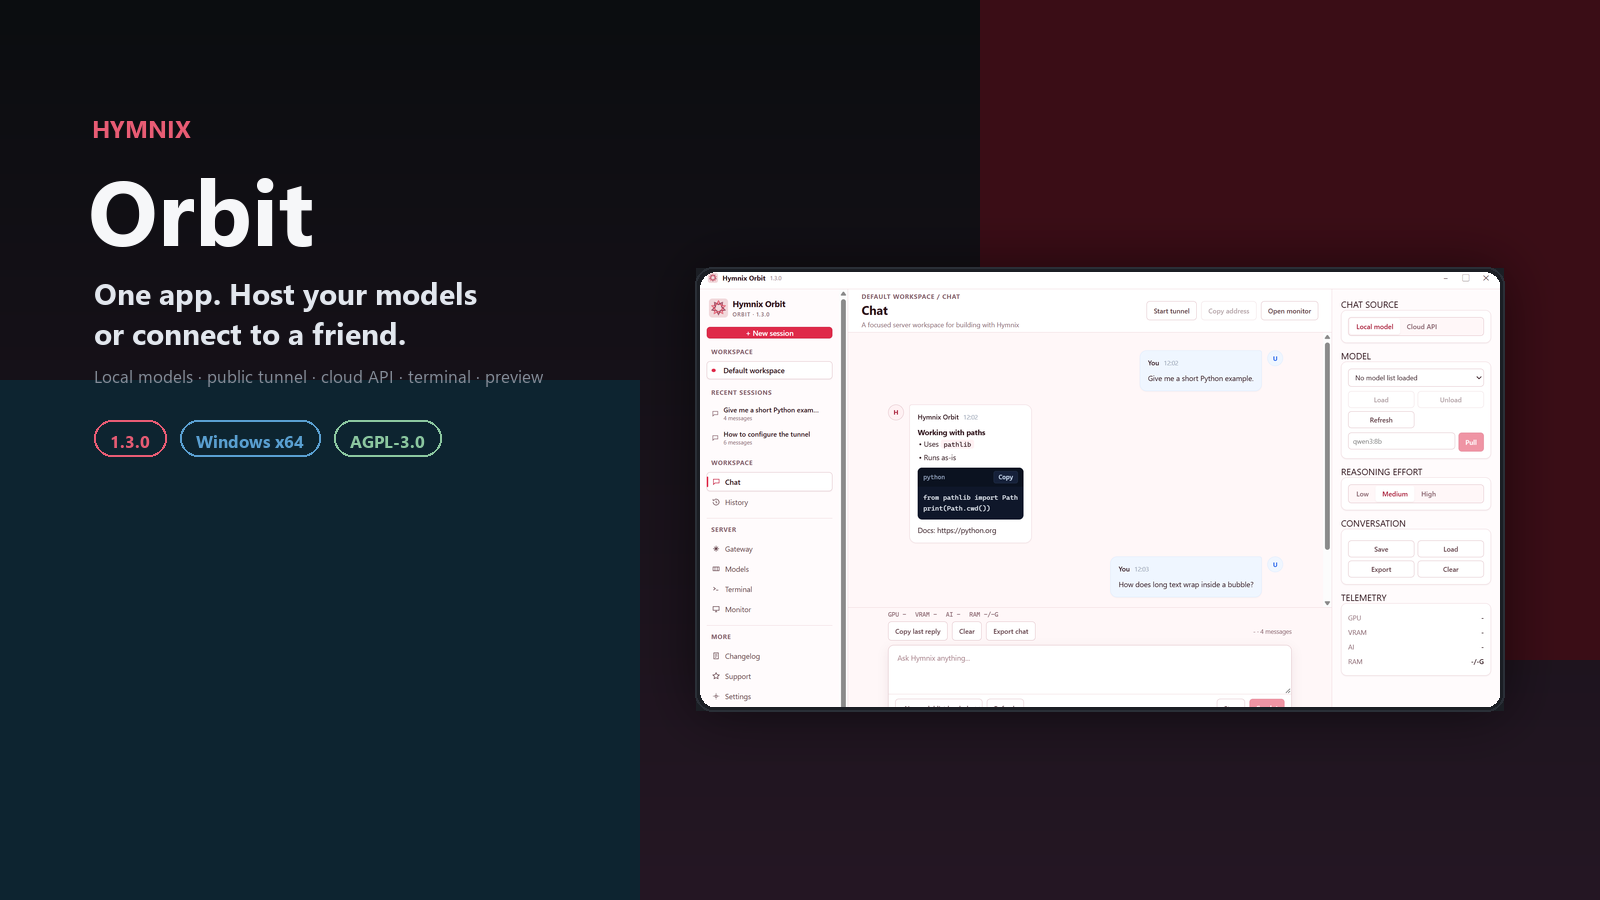 HYMNIX
Orbit
One app. Host your models
or connect to a friend.
Local models · public tunnel · cloud API · terminal · preview
1.3.0
Windows x64
AGPL-3.0
Hymnix Orbit 1.3.0
Hymnix Orbit
ORBIT · 1.3.0
+ New session
WORKSPACE
Default workspace
RECENT SESSIONS
Give me a short Python exam...
4 messages
How to configure the tunnel
6 messages
WORKSPACE
Chat
History
SERVER
Gateway
Models
Terminal
Monitor
MORE
Changelog
Support
Settings
DEFAULT WORKSPACE / CHAT
Chat
A focused server workspace for building with Hymnix
Start tunnel
Copy address
Open monitor
You 12:02
U
Give me a short Python example.
H
Hymnix Orbit 12:02
Working with paths
• Uses pathlib
• Runs as-is
python
Copy
from pathlib import Path
print(Path.cwd())
Docs: https://python.org
You 12:03
U
How does long text wrap inside a bubble?
GPU – VRAM – AI – RAM –/–G
Copy last reply
Clear
Export chat
- - 4 messages
Ask Hymnix anything...
CHAT SOURCE
Local model
Cloud API
MODEL
No model list loaded
Load
Unload
Refresh
qwen3:8b
Pull
REASONING EFFORT
Low
Medium
High
CONVERSATION
Save
Load
Export
Clear
TELEMETRY
GPU -
VRAM -
AI -
RAM -/-G